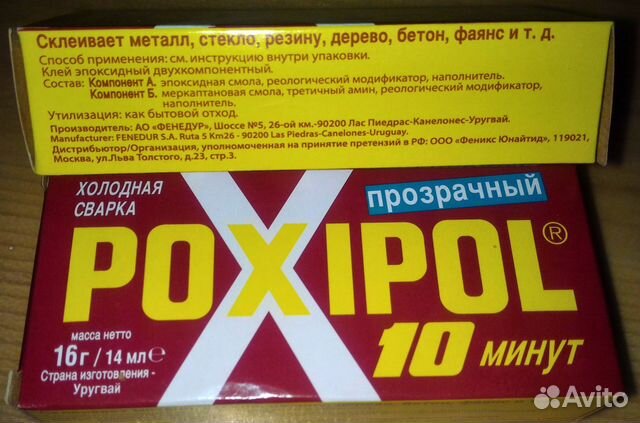 Склеивает металл, стекло, резину, дерево, бетон, фаянс и т. д.
Способ применения: см. инструкцию внутри упаковки.
Клей эпоксидный двухкомпонентный.
Состав: Компонент А. эпоксидная смола, реологический модификатор, наполнитель.
Компонент Б. меркаптановая смола, третичный амин, реологический модификатор,
наполнитель.
Утилизация: как бытовой отход.
Производитель: АО «ФЕНЕДУР», Шоссе №5, 26-ой км.-90200 Лас Пиедрас-Канелонес-Уругвай.
Manufacturer: FENEDUR S.A. Ruta 5 Km26 - 90200 Las Piedras-Canelones-Uruguay.
Дистрибьютор/Организация, уполномоченная на принятие претензий в РФ: ООО «Феникс Юнайтид», 119021,
Москва, ул.Льва Толстого, д.23, стр.3.
ХОЛОДНАЯ
СВАРКА
прозрачный
POXIPOL®
10 минут
масса нетто
16г / 14 мл ℮
Страна изготовления -
Уругвай
Avito